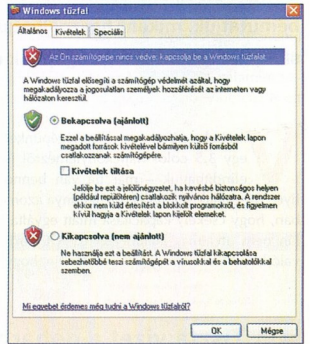 Windows tűzfal
Általános Kivételek Speciális
Az Ön számítógépe nincs védve; kapcsolja be a Windows tűzfalat.
A Windows tűzfal elősegíti a számítógép védelmét azáltal, hogy
megakadályozza a jogosulatlan személyek hozzáférését az interneten vagy
hálózaton keresztül.
Bekapcsolva (ajánlott)
Ezzel a beállítással megakadályozhatja, hogy a Kivételek lapon
megadott források kivételével bármilyen külső forrásból
csatlakozzanak számítógépére.
Kivételek tiltása
Jelölje be ezt a jelölőnégyzetet, ha kevésbé biztonságos helyen
(például repülőtéren) csatlakozik nyilvános hálózatra. A rendszer
ekkor nem küld értesítést a blokkolt programokról, és figyelmen
kívül hagyja a Kivételek lapon kijelölt elemeket.
Kikapcsolva (nem ajánlott)
Ne használja ezt a beállítást. A Windows tűzfal kikapcsolása
sebezhetőbbé teszi számítógépét a vírusokkal és a behatolókkal
szemben.
Mi egyebet érdemes még tudni a Windows tűzfalról?
OK Mégse